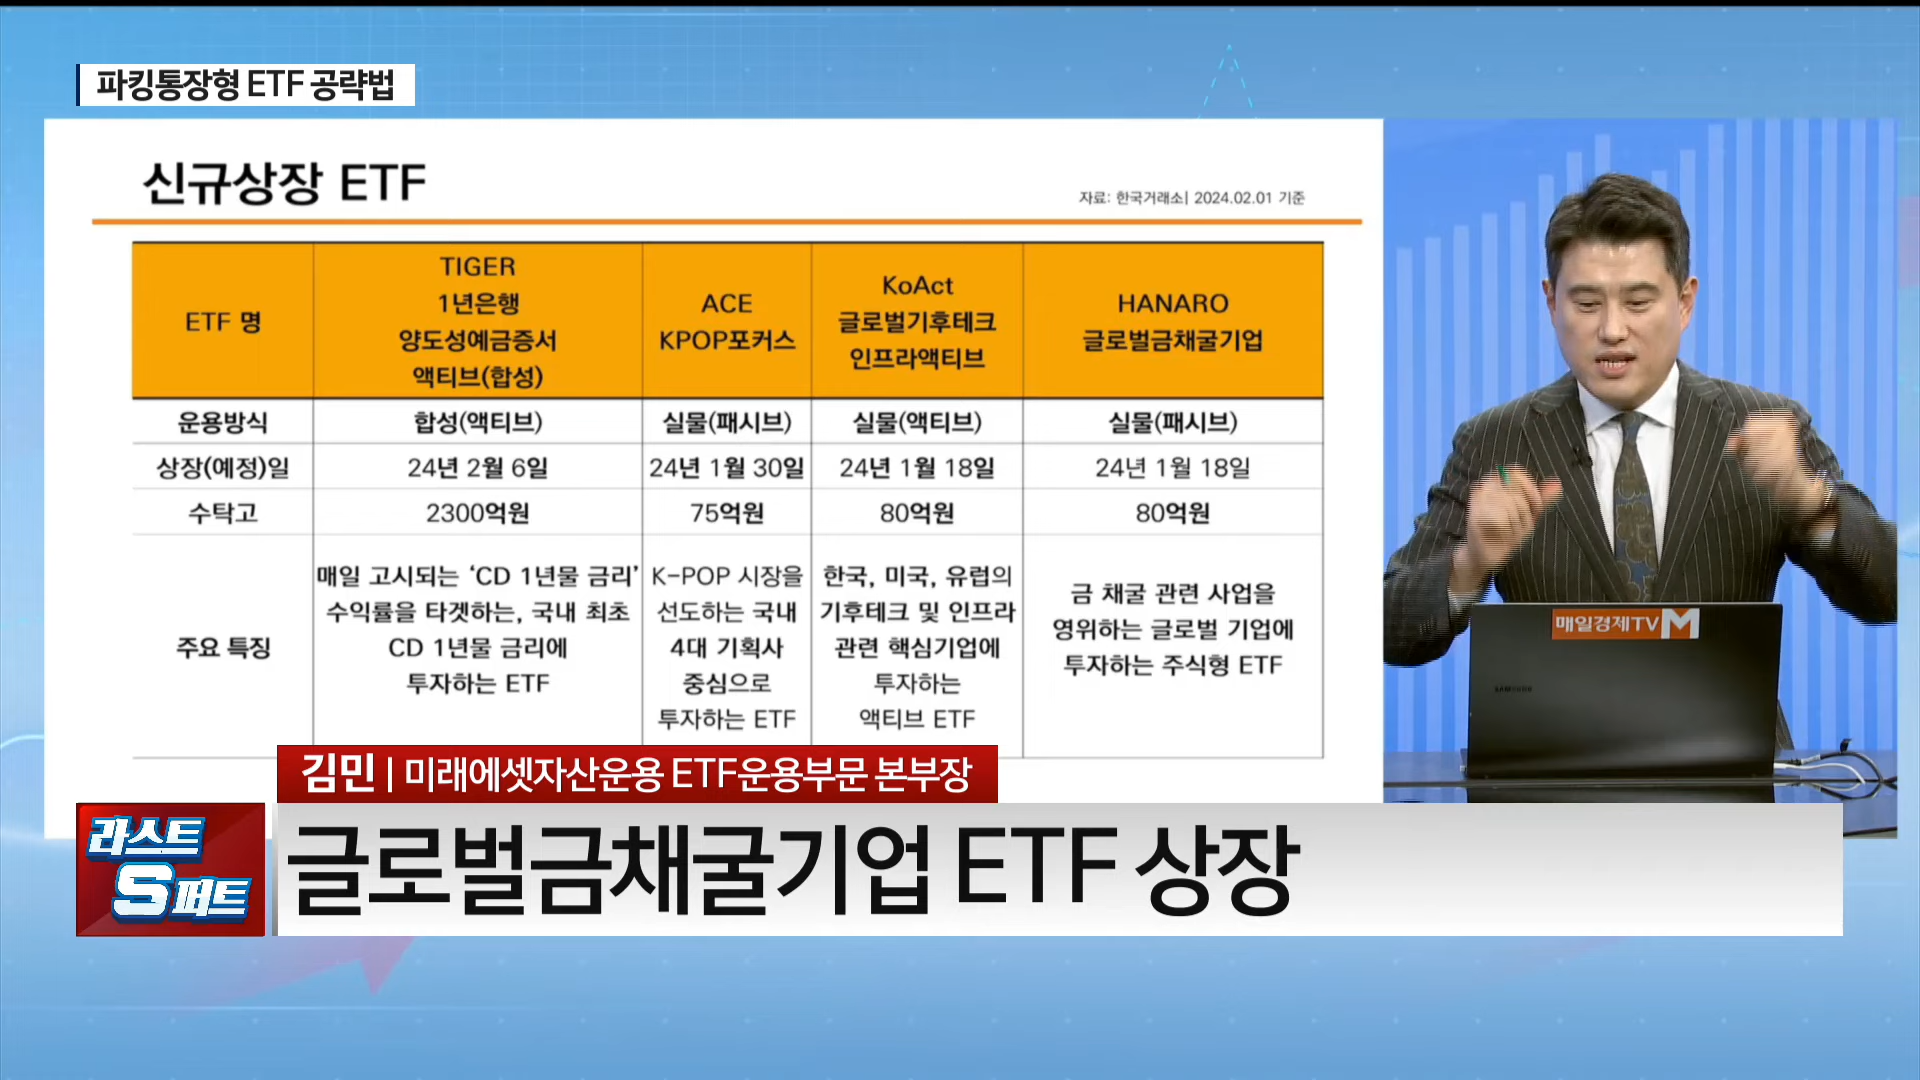 파킹통장형 ETF 공략법
신규상장 ETF
자료: 한국거래소| 2024.02.01 기준
ETF 명
TIGER
1년은행
양도성예금증서
액티브(합성)
ACE
KPOP포커스
KoAct
글로벌기후테크
인프라액티브
HANARO
글로벌금채굴기업
운용방식
합성(액티브)
실물(패시브)
실물(액티브)
실물(패시브)
상장(예정)일
24년 2월 6일
24년 1월 30일
24년 1월 18일
24년 1월 18일
수탁고
2300억원
75억원
80억원
80억원
주요 특징
매일 고시되는 ‘CD 1년물 금리’
수익률을 타겟하는, 국내 최초
CD 1년물 금리에
투자하는 ETF
K-POP 시장을
선도하는 국내
4대 기획사
중심으로
투자하는 ETF
한국, 미국, 유럽의
기후테크 및 인프라
관련 핵심기업에
투자하는
액티브 ETF
금 채굴 관련 사업을
영위하는 글로벌 기업에
투자하는 주식형 ETF
매일경제TV M
SAMSUNG
김민 | 미래에셋자산운용 ETF운용부문 본부장
라스트
S퍼트
글로벌금채굴기업 ETF 상장